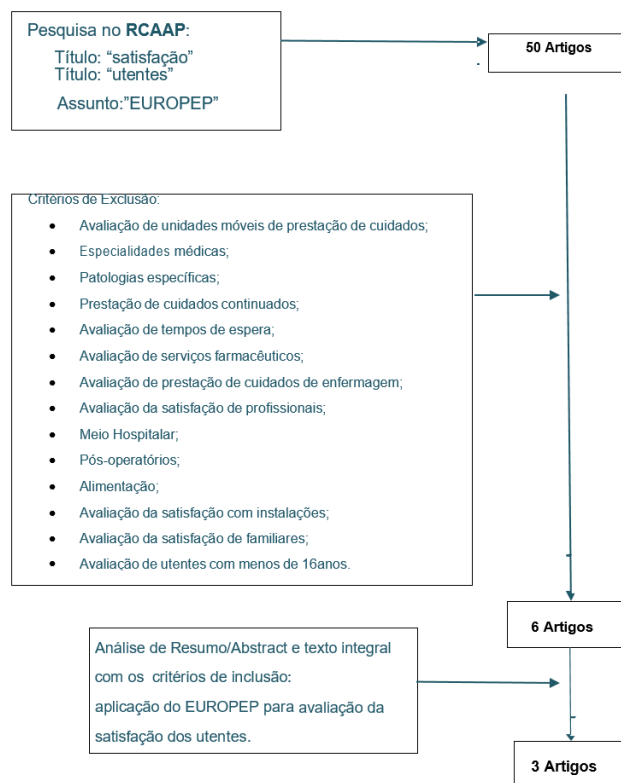 Pesquisa no RCAAP:
Título: “satisfação”
Título: “utentes”
Assunto:”EUROPEP”
50 Artigos
Critérios de Exclusão:
• Avaliação de unidades móveis de prestação de cuidados;
• Especialidades médicas;
• Patologias específicas;
• Prestação de cuidados continuados;
• Avaliação de tempos de espera;
• Avaliação de serviços farmacêuticos;
• Avaliação de prestação de cuidados de enfermagem;
• Avaliação da satisfação de profissionais;
• Meio Hospitalar;
• Pós-operatórios;
• Alimentação;
• Avaliação da satisfação com instalações;
• Avaliação da satisfação de familiares;
• Avaliação de utentes com menos de 16anos.
6 Artigos
Análise de Resumo/Abstract e texto integral
com os critérios de inclusão:
aplicação do EUROPEP para avaliação da
satisfação dos utentes.
3 Artigos